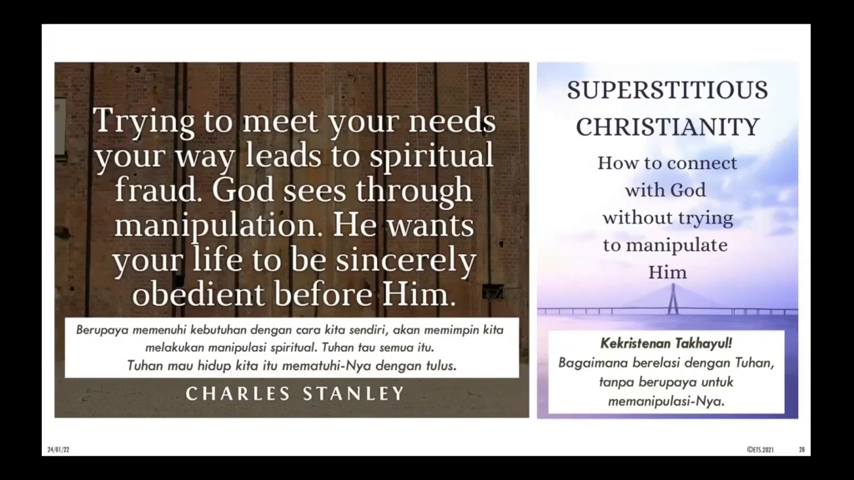 Trying to meet your needs
your way leads to spiritual
fraud. God sees through
manipulation. He wants
your life to be sincerely
obedient before Him.
Berupaya memenuhi kebutuhan dengan cara kita sendiri, akan memimpin kita
melakukan manipulasi spiritual. Tuhan tau semua itu.
Tuhan mau hidup kita itu mematuhi-Nya dengan tulus.
CHARLES STANLEY
SUPERSTITIOUS
CHRISTIANITY
How to connect
with God
without trying
to manipulate
Him
Kekristenan Takhayul!
Bagaimana berelasi dengan Tuhan,
tanpa berupaya untuk
memanipulasi-Nya.
24/01/22
©ETS.2021
28